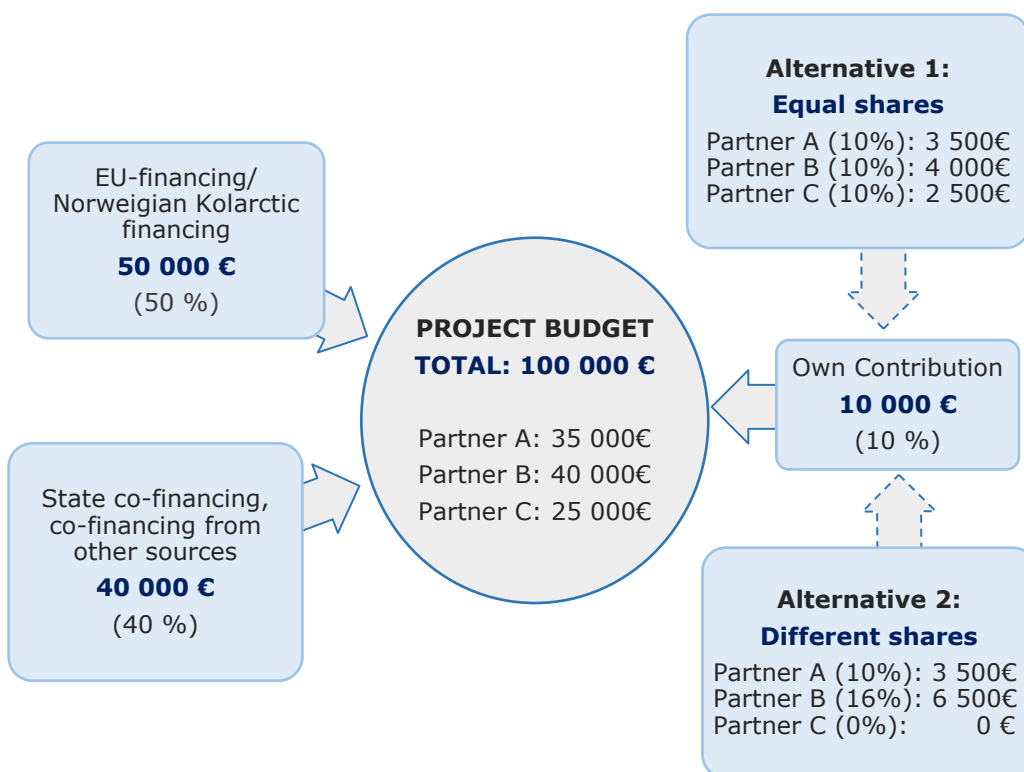 EU-financing/
Norweigian Kolarctic
financing
50 000 €
(50 %)
State co-financing,
co-financing from
other sources
40 000 €
(40 %)
PROJECT BUDGET
TOTAL: 100 000 €
Partner A: 35 000€
Partner B: 40 000€
Partner C: 25 000€
Alternative 1:
Equal shares
Partner A (10%): 3 500€
Partner B (10%): 4 000€
Partner C (10%): 2 500€
Own Contribution
10 000 €
(10 %)
Alternative 2:
Different shares
Partner A (10%): 3 500€
Partner B (16%): 6 500€
Partner C (0%): 0 €